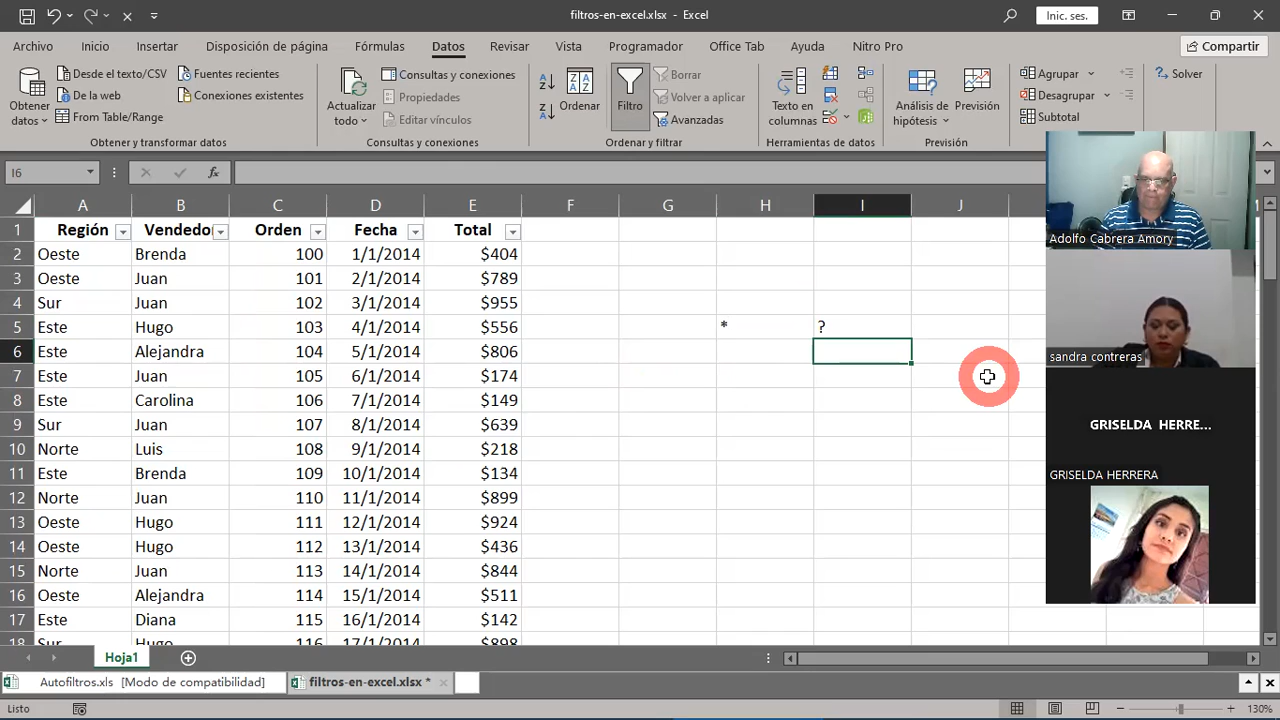 filtros-en-excel.xlsx - Excel
Inic. ses.
Archivo Inicio Insertar Disposición de página Fórmulas Datos Revisar Vista Programador Office Tab Ayuda Nitro Pro Compartir
Obtener datos
Desde el texto/CSV
De la web
From Table/Range
Fuentes recientes
Conexiones existentes
Obtener y transformar datos
Actualizar todo
Consultas y conexiones
Propiedades
Editar vínculos
Consultas y conexiones
A
Z
Z
A
Ordenar
Filtro
Borrar
Volver a aplicar
Avanzadas
Ordenar y filtrar
Texto en columnas
Herramientas de datos
Análisis de hipótesis
Previsión
Previsión
Agrupar
Desagrupar
Subtotal
Solver
I6
fx
A B C D E F G H I J M
1 Región Vendedo Orden Fecha Total
2 Oeste Brenda 100 1/1/2014 $404
3 Oeste Juan 101 2/1/2014 $789
4 Sur Juan 102 3/1/2014 $955
5 Este Hugo 103 4/1/2014 $556 * ?
6 Este Alejandra 104 5/1/2014 $806
7 Este Juan 105 6/1/2014 $174
8 Este Carolina 106 7/1/2014 $149
9 Sur Juan 107 8/1/2014 $639
10 Norte Luis 108 9/1/2014 $218
11 Este Brenda 109 10/1/2014 $134
12 Norte Juan 110 11/1/2014 $899
13 Oeste Hugo 111 12/1/2014 $924
14 Oeste Hugo 112 13/1/2014 $436
15 Norte Juan 113 14/1/2014 $844
16 Oeste Alejandra 114 15/1/2014 $511
17 Este Diana 115 16/1/2014 $142
18 Sur Hugo 116 17/1/2014 $898
Adolfo Cabrera Amory
sandra contreras
GRISELDA HERRE...
GRISELDA HERRERA
Hoja1
Autofiltros.xls [Modo de compatibilidad] filtros-en-excel.xlsx *
Listo
130%